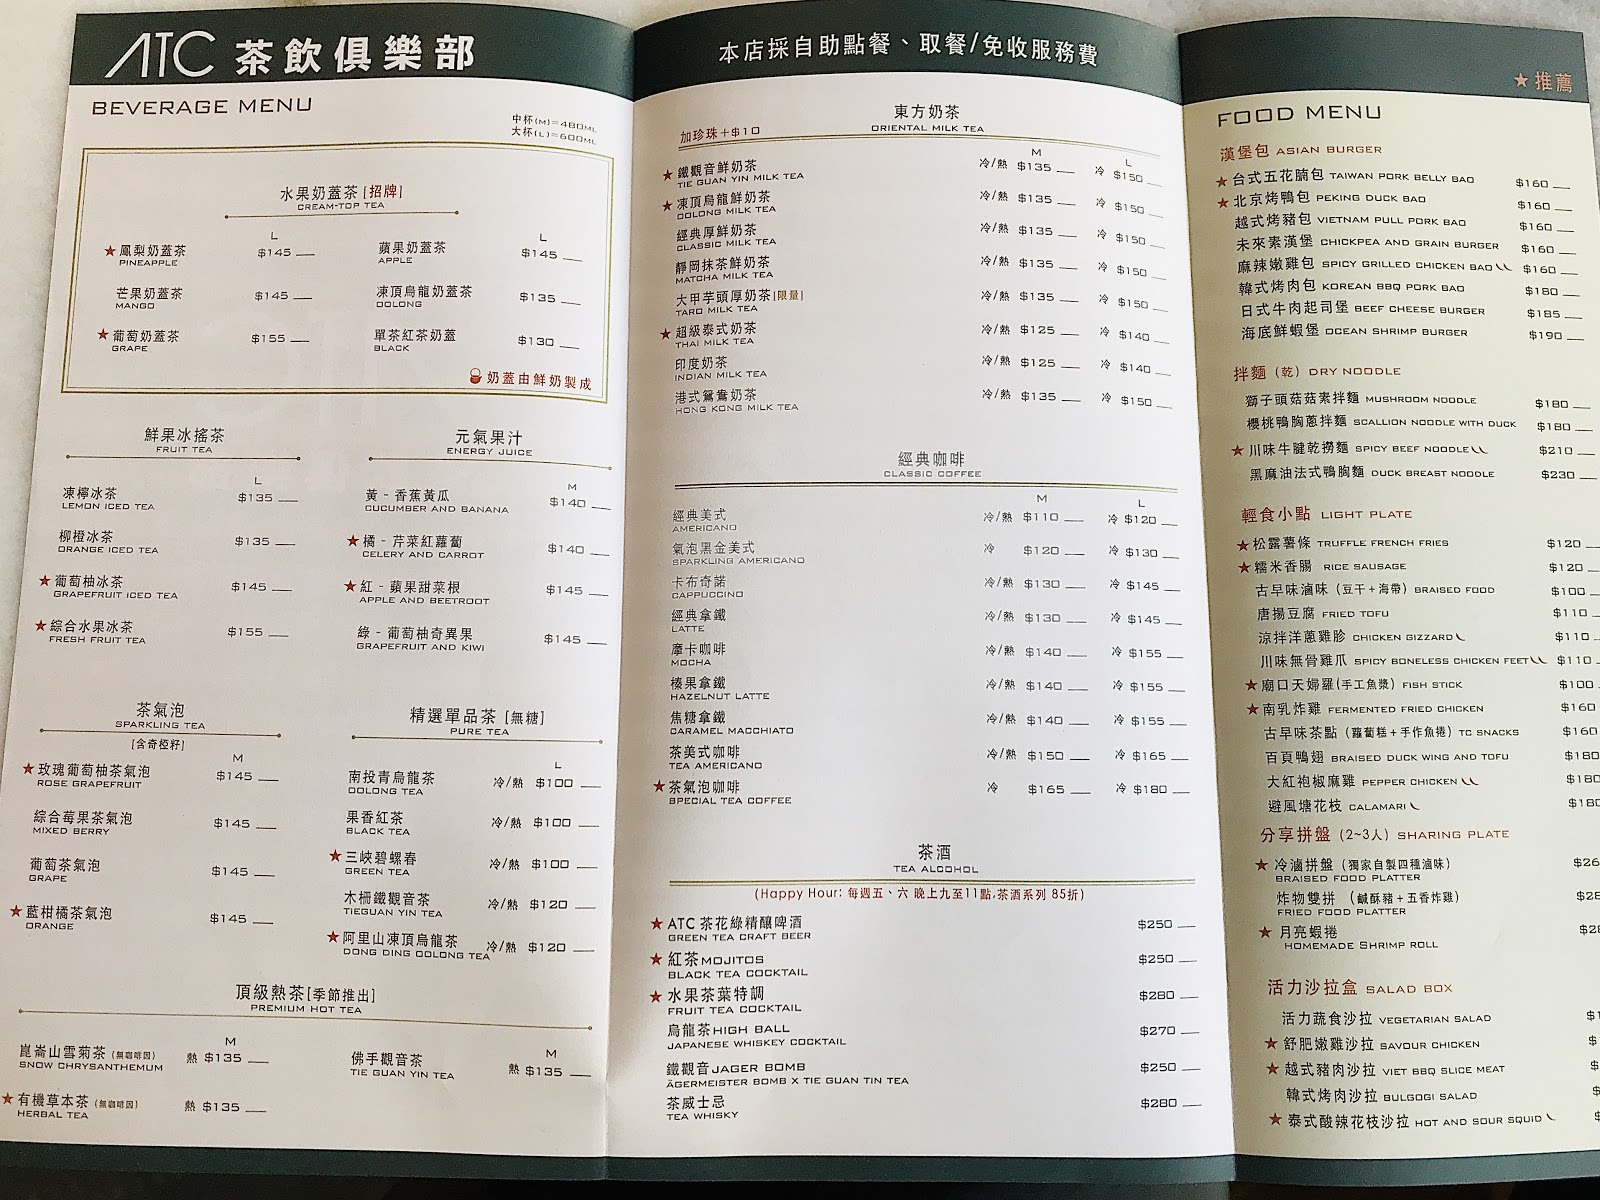 ATC 茶飲俱樂部
BEVERAGE MENU
中杯(M)=480ML
大杯(L)=600ML
水果奶蓋茶 [招牌]
CREAM-TOP TEA
L
L
★ 鳳梨奶蓋茶 $145
PINEAPPLE
蘋果奶蓋茶 $145
APPLE
芒果奶蓋茶 $145
MANGO
凍頂烏龍奶蓋茶 $135
OOLONG
★ 葡萄奶蓋茶 $155
GRAPE
單茶紅茶奶蓋 $130
BLACK
奶蓋由鮮奶製成
鮮果冰搖茶
FRUIT TEA
L
凍檸冰茶 $135
LEMON ICED TEA
柳橙冰茶 $135
ORANGE ICED TEA
★ 葡萄柚冰茶 $145
GRAPEFRUIT ICED TEA
★ 綜合水果冰茶 $155
FRESH FRUIT TEA
元氣果汁
ENERGY JUICE
M
黃 - 香蕉黃瓜 $140
CUCUMBER AND BANANA
★ 橘 - 芹菜紅蘿蔔 $140
CELERY AND CARROT
★ 紅 - 蘋果甜菜根 $145
APPLE AND BEETROOT
綠 - 葡萄柚奇異果 $145
GRAPEFRUIT AND KIWI
茶氣泡
SPARKLING TEA
[含奇椏籽]
M
★ 玫瑰葡萄柚茶氣泡 $145
ROSE GRAPEFRUIT
綜合莓果茶氣泡 $145
MIXED BERRY
葡萄茶氣泡 $145
GRAPE
★ 藍柑橘茶氣泡 $145
ORANGE
精選單品茶 [無糖]
PURE TEA
L
南投青烏龍茶 冷/熱 $100
OOLONG TEA
果香紅茶 冷/熱 $100
BLACK TEA
★ 三峽碧螺春 冷/熱 $100
GREEN TEA
木柵鐵觀音茶 冷/熱 $120
TIEGUAN YIN TEA
★ 阿里山凍頂烏龍茶 冷/熱 $120
DONG DING OOLONG TEA
頂級熱茶[季節推出]
PREMIUM HOT TEA
M
M
崑崙山雪菊茶 (無咖啡因) 熱 $135
SNOW CHRYSANTHEMUM
佛手觀音茶 熱 $135
TIE GUAN YIN TEA
★ 有機草本茶 (無咖啡因) 熱 $135
HERBAL TEA
本店採自助點餐、取餐/免收服務費
加珍珠+$10
東方奶茶
ORIENTAL MILK TEA
M L
★ 鐵觀音鮮奶茶 冷/熱 $135 冷 $150
TIE GUAN YIN MILK TEA
★ 凍頂烏龍鮮奶茶 冷/熱 $135 冷 $150
OOLONG MILK TEA
經典厚鮮奶茶 冷/熱 $135 冷 $150
CLASSIC MILK TEA
靜岡抹茶鮮奶茶 冷/熱 $135 冷 $150
MATCHA MILK TEA
大甲芋頭厚奶茶[限量] 冷/熱 $135 冷 $150
TARO MILK TEA
★ 超級泰式奶茶 冷/熱 $125 冷 $140
THAI MILK TEA
印度奶茶 冷/熱 $125 冷 $140
INDIAN MILK TEA
港式鴛鴦奶茶 冷/熱 $135 冷 $150
HONG KONG MILK TEA
經典咖啡
CLASSIC COFFEE
M L
經典美式 冷/熱 $110 冷 $120
AMERICANO
氣泡黑金美式 冷 $120 冷 $130
SPARKLING AMERICANO
卡布奇諾 冷/熱 $130 冷 $145
CAPPUCCINO
經典拿鐵 冷/熱 $130 冷 $145
LATTE
摩卡咖啡 冷/熱 $140 冷 $155
MOCHA
榛果拿鐵 冷/熱 $140 冷 $155
HAZELNUT LATTE
焦糖拿鐵 冷/熱 $140 冷 $155
CARAMEL MACCHIATO
茶美式咖啡 冷/熱 $150 冷 $165
TEA AMERICANO
★ 茶氣泡咖啡 冷 $165 冷 $180
SPECIAL TEA COFFEE
茶酒
TEA ALCOHOL
(Happy Hour: 每週五、六 晚上九至11點,茶酒系列 85折)
★ ATC 茶花綠精釀啤酒 $250
GREEN TEA CRAFT BEER
★ 紅茶MOJITOS $250
BLACK TEA COCKTAIL
★ 水果茶葉特調 $280
FRUIT TEA COCKTAIL
烏龍茶HIGH BALL $270
JAPANESE WHISKEY COCKTAIL
鐵觀音JAGER BOMB $250
ÄGERMEISTER BOMB X TIE GUAN TIN TEA
茶威士忌 $280
TEA WHISKY
★ 推薦
FOOD MENU
漢堡包 ASIAN BURGER
★ 台式五花腩包 TAIWAN PORK BELLY BAO $160
★ 北京烤鴨包 PEKING DUCK BAO $160
越式烤豬包 VIETNAM PULL PORK BAO $160
未來素漢堡 CHICKPEA AND GRAIN BURGER $160
麻辣嫩雞包 SPICY GRILLED CHICKEN BAO $160
韓式烤肉包 KOREAN BBQ PORK BAO $180
日式牛肉起司堡 BEEF CHEESE BURGER $185
海底鮮蝦堡 OCEAN SHRIMP BURGER $190
拌麵 (乾) DRY NOODLE
獅子頭菇菇素拌麵 MUSHROOM NOODLE $180
櫻桃鴨胸蔥拌麵 SCALLION NOODLE WITH DUCK $180
★ 川味牛腱乾撈麵 SPICY BEEF NOODLE $210
黑麻油法式鴨胸麵 DUCK BREAST NOODLE $230
輕食小點 LIGHT PLATE
★ 松露薯條 TRUFFLE FRENCH FRIES $120
★ 糯米香腸 RICE SAUSAGE $120
古早味滷味 (豆干+海帶) BRAISED FOOD $100
唐揚豆腐 FRIED TOFU $110
涼拌洋蔥雞胗 CHICKEN GIZZARD $110
川味無骨雞爪 SPICY BONELESS CHICKEN FEET $110
★ 廟口天婦羅(手工魚漿) FISH STICK $100
★ 南乳炸雞 FERMENTED FRIED CHICKEN $160
古早味茶點 (蘿蔔糕+手作魚捲) TC SNACKS $160
百頁鴨翅 BRAISED DUCK WING AND TOFU $180
大紅袍椒麻雞 PEPPER CHICKEN $180
避風塘花枝 CALAMARI $180
分享拼盤 (2~3人) SHARING PLATE
★ 冷滷拼盤 (獨家自製四種滷味) $26
BRAISED FOOD PLATTER
炸物雙拼 (鹹酥豬+五香炸雞) $28
FRIED FOOD PLATTER
★ 月亮蝦捲 $28
HOMEMADE SHRIMP ROLL
活力沙拉盒 SALAD BOX
活力蔬食沙拉 VEGETARIAN SALAD $1
★ 舒肥嫩雞沙拉 SAVOUR CHICKEN $
★ 越式豬肉沙拉 VIET BBQ SLICE MEAT $
韓式烤肉沙拉 BULGOGI SALAD $
★ 泰式酸辣花枝沙拉 HOT AND SOUR SQUID $